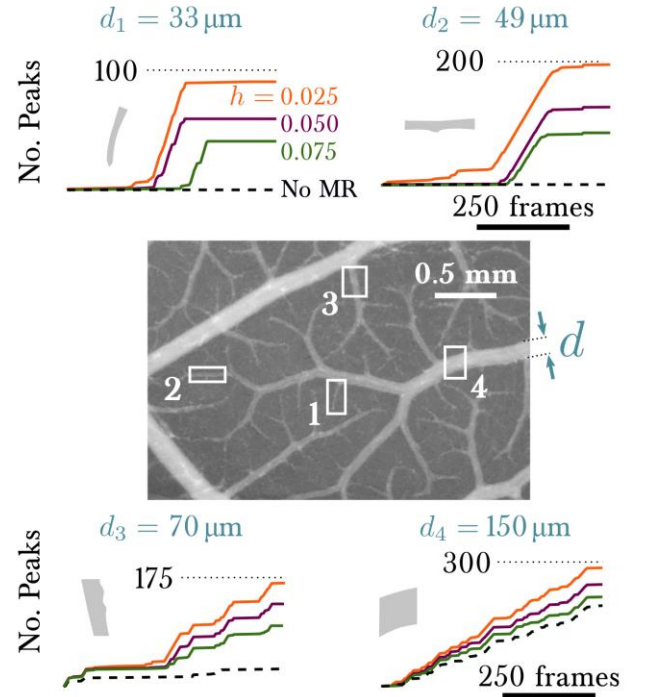 d₁ = 33 μm
d₂ = 49 μm
No. Peaks
100
h = 0.025
0.050
0.075
No MR
200
250 frames
0.5 mm
3
d
2
1
4
d₃ = 70 μm
d₄ = 150 μm
No. Peaks
175
300
250 frames